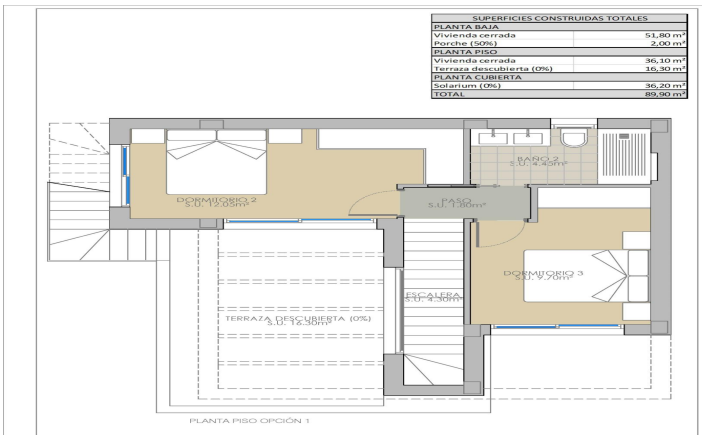 SUPERFICIES CONSTRUIDAS TOTALES
PLANTA BAJA
Vivienda cerrada 51,80 m²
Porche (50%) 2,00 m²
PLANTA PISO
Vivienda cerrada 36,10 m²
Terraza descubierta (0%) 16,30 m²
PLANTA CUBIERTA
Solarium (0%) 36,20 m²
TOTAL 89,90 m²
BAÑO 2
S.U. 4.45m²
DORMITORIO 2
S.U. 12.05m²
PASO
S.U. 1.80m²
DORMITORIO 3
S.U. 9.70m²
ESCALERA
S.U. 4.30m²
TERRAZA DESCUBIERTA (0%)
S.U. 16.30m²
PLANTA PISO OPCIÓN 1